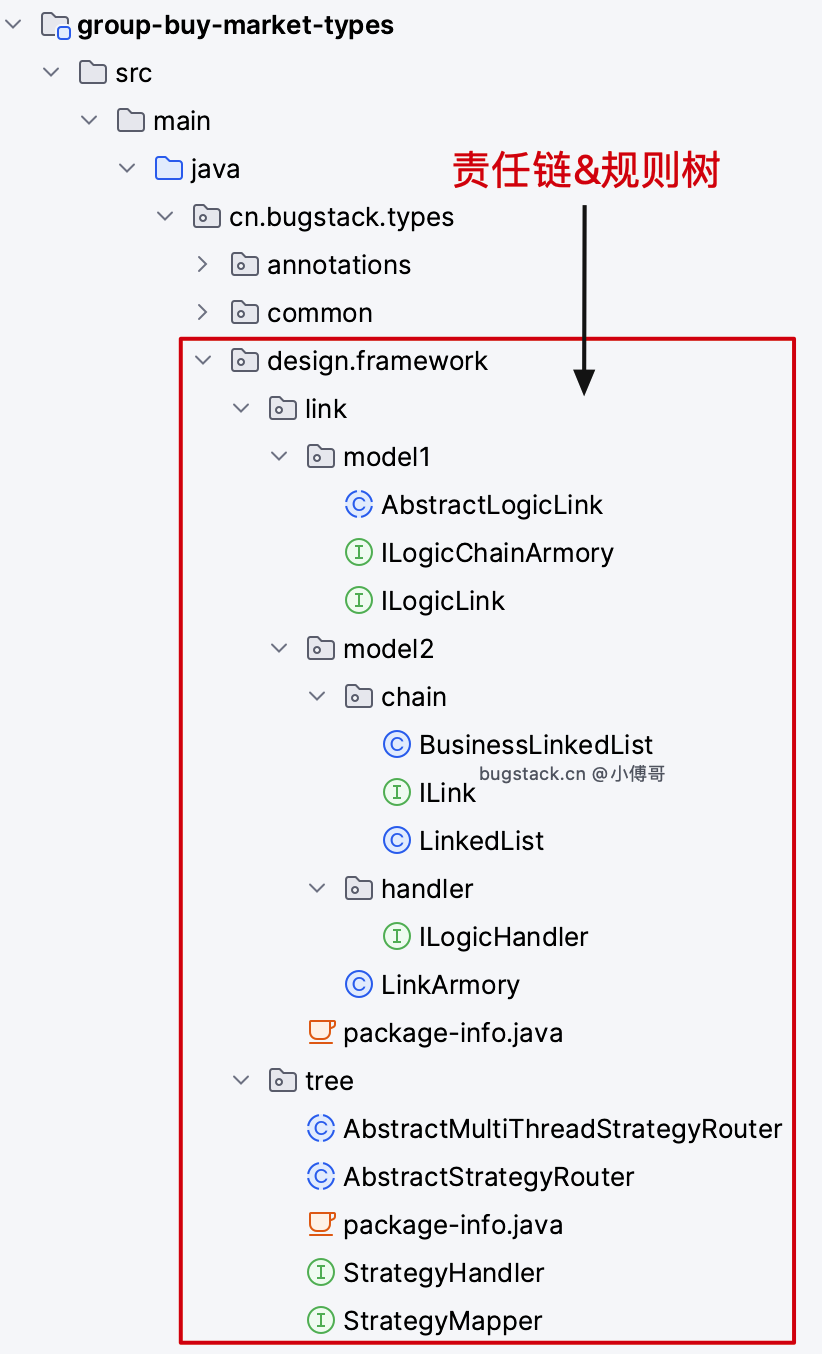 group-buy-market-types
src
main
java
责任链&规则树
cn.bugstack.types
annotations
common
design.framework
link
model1
AbstractLogicLink
ILogicChainArmory
ILogicLink
model2
chain
BusinessLinkedList
bugstack.cn @小傅哥
ILink
LinkedList
handler
ILogicHandler
LinkArmory
package-info.java
tree
AbstractMultiThreadStrategyRouter
AbstractStrategyRouter
package-info.java
StrategyHandler
StrategyMapper